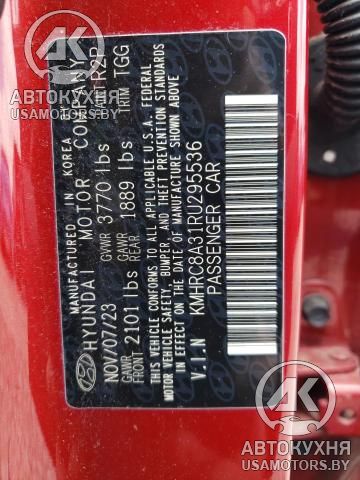 MANUFACTURED IN KOREA
HYUNDAI MOTOR COMPANY
NOV/07/23
GVWR 3770 lbs
PAINT R2P
GAWR FRONT 2101 lbs
GAWR REAR 1889 lbs
TRIM TGG
THIS VEHICLE CONFORMS TO ALL APPLICABLE U.S.A. FEDERAL
MOTOR VEHICLE SAFETY, BUMPER, AND THEFT PREVENTION STANDARDS
IN EFFECT ON THE DATE OF MANUFACTURE SHOWN ABOVE.
V.I.N KMHRC8A31RU295536
PASSENGER CAR
АВТОКУХНЯ
USAMOTORS.BY
АВТОКУХНЯ
USAMOTORS.BY